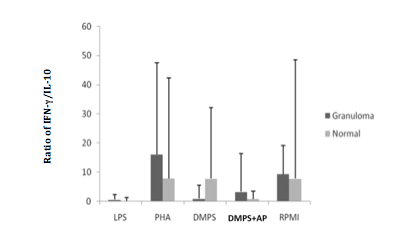 60
50
40
30
20
10
0
Ratio of IFN-γ/IL-10
LPS PHA DMPS DMPS+AP RPMI
Granuloma
Normal